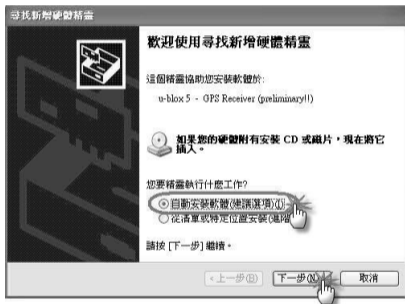 尋找新增硬體精靈
歡迎使用尋找新增硬體精靈
這個精靈協助您安裝軟體於:
u-blox 5 - GPS Receiver (preliminary!!)
如果您的硬體附有安裝 CD 或磁片，現在將它
插入。
您要精靈執行什麼工作?
自動安裝軟體(建議選項)(I)
從清單或特定位置安裝(進階
請按 [下一步] 繼續。
<上一步(B)
下一步(N)
取消